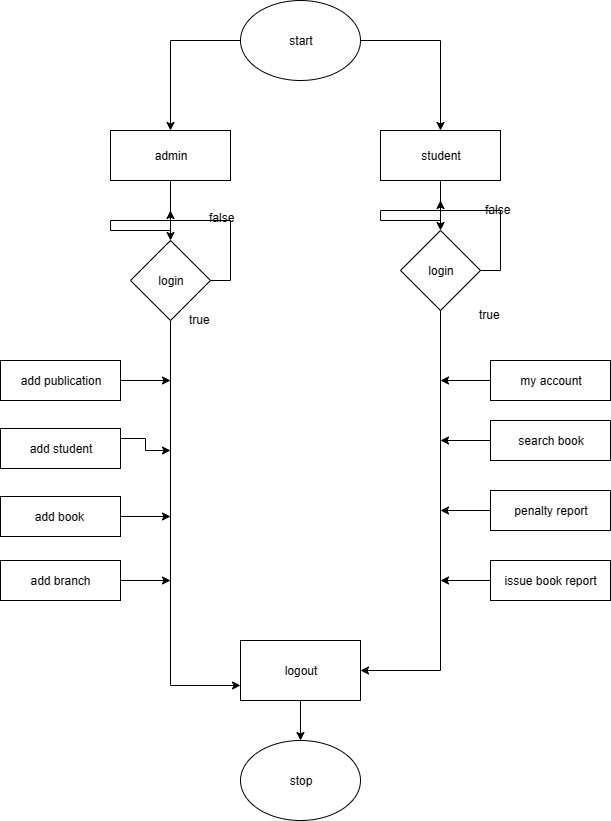 start
admin
student
false
false
login
login
true
true
add publication
my account
add student
search book
add book
penalty report
add branch
issue book report
logout
stop